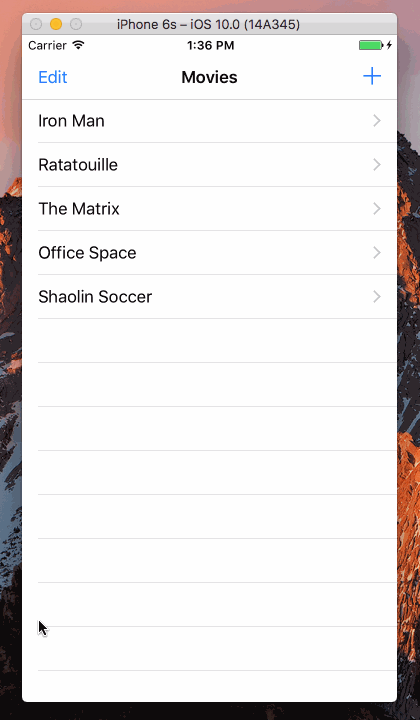 iPhone 6s – iOS 10.0 (14A345)
Carrier 1:36 PM
Edit Movies +
Iron Man
Ratatouille
The Matrix
Office Space
Shaolin Soccer